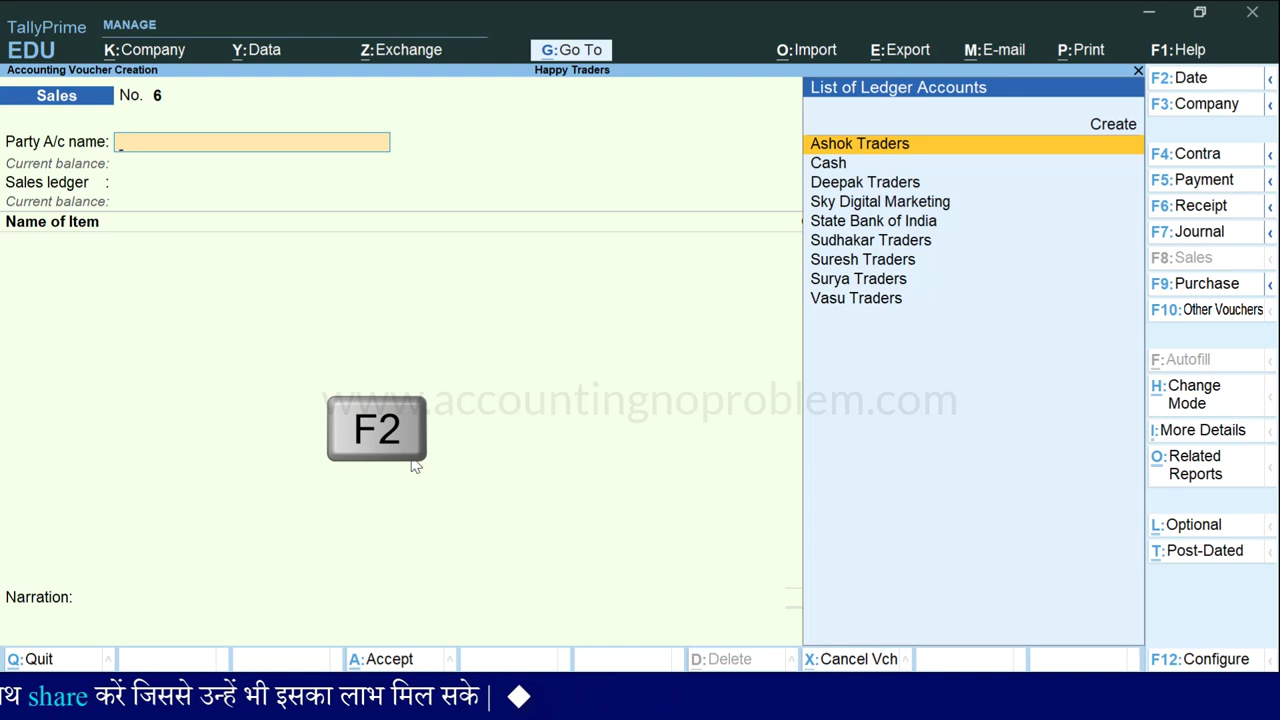 TallyPrime
EDU
MANAGE
K:Company
Y:Data
Z:Exchange
G:Go To
O:Import
E:Export
M:E-mail
P:Print
F1:Help
Accounting Voucher Creation
Happy Traders
Sales
No. 6
Party A/c name:
Current balance:
Sales ledger :
Current balance:
Name of Item
List of Ledger Accounts
Create
Ashok Traders
Cash
Deepak Traders
Sky Digital Marketing
State Bank of India
Sudhakar Traders
Suresh Traders
Surya Traders
Vasu Traders
F2:Date
F3:Company
F4:Contra
F5:Payment
F6:Receipt
F7:Journal
F8:Sales
F9:Purchase
F10:Other Vouchers
F:Autofill
H:Change
Mode
I:More Details
O:Related
Reports
L:Optional
T:Post-Dated
www.accountingnoproblem.com
F2
Narration:
Q:Quit
A:Accept
D:Delete
X:Cancel Vch
F12:Configure
share करें जिससे उन्हें भी इसका लाभ मिल सके |